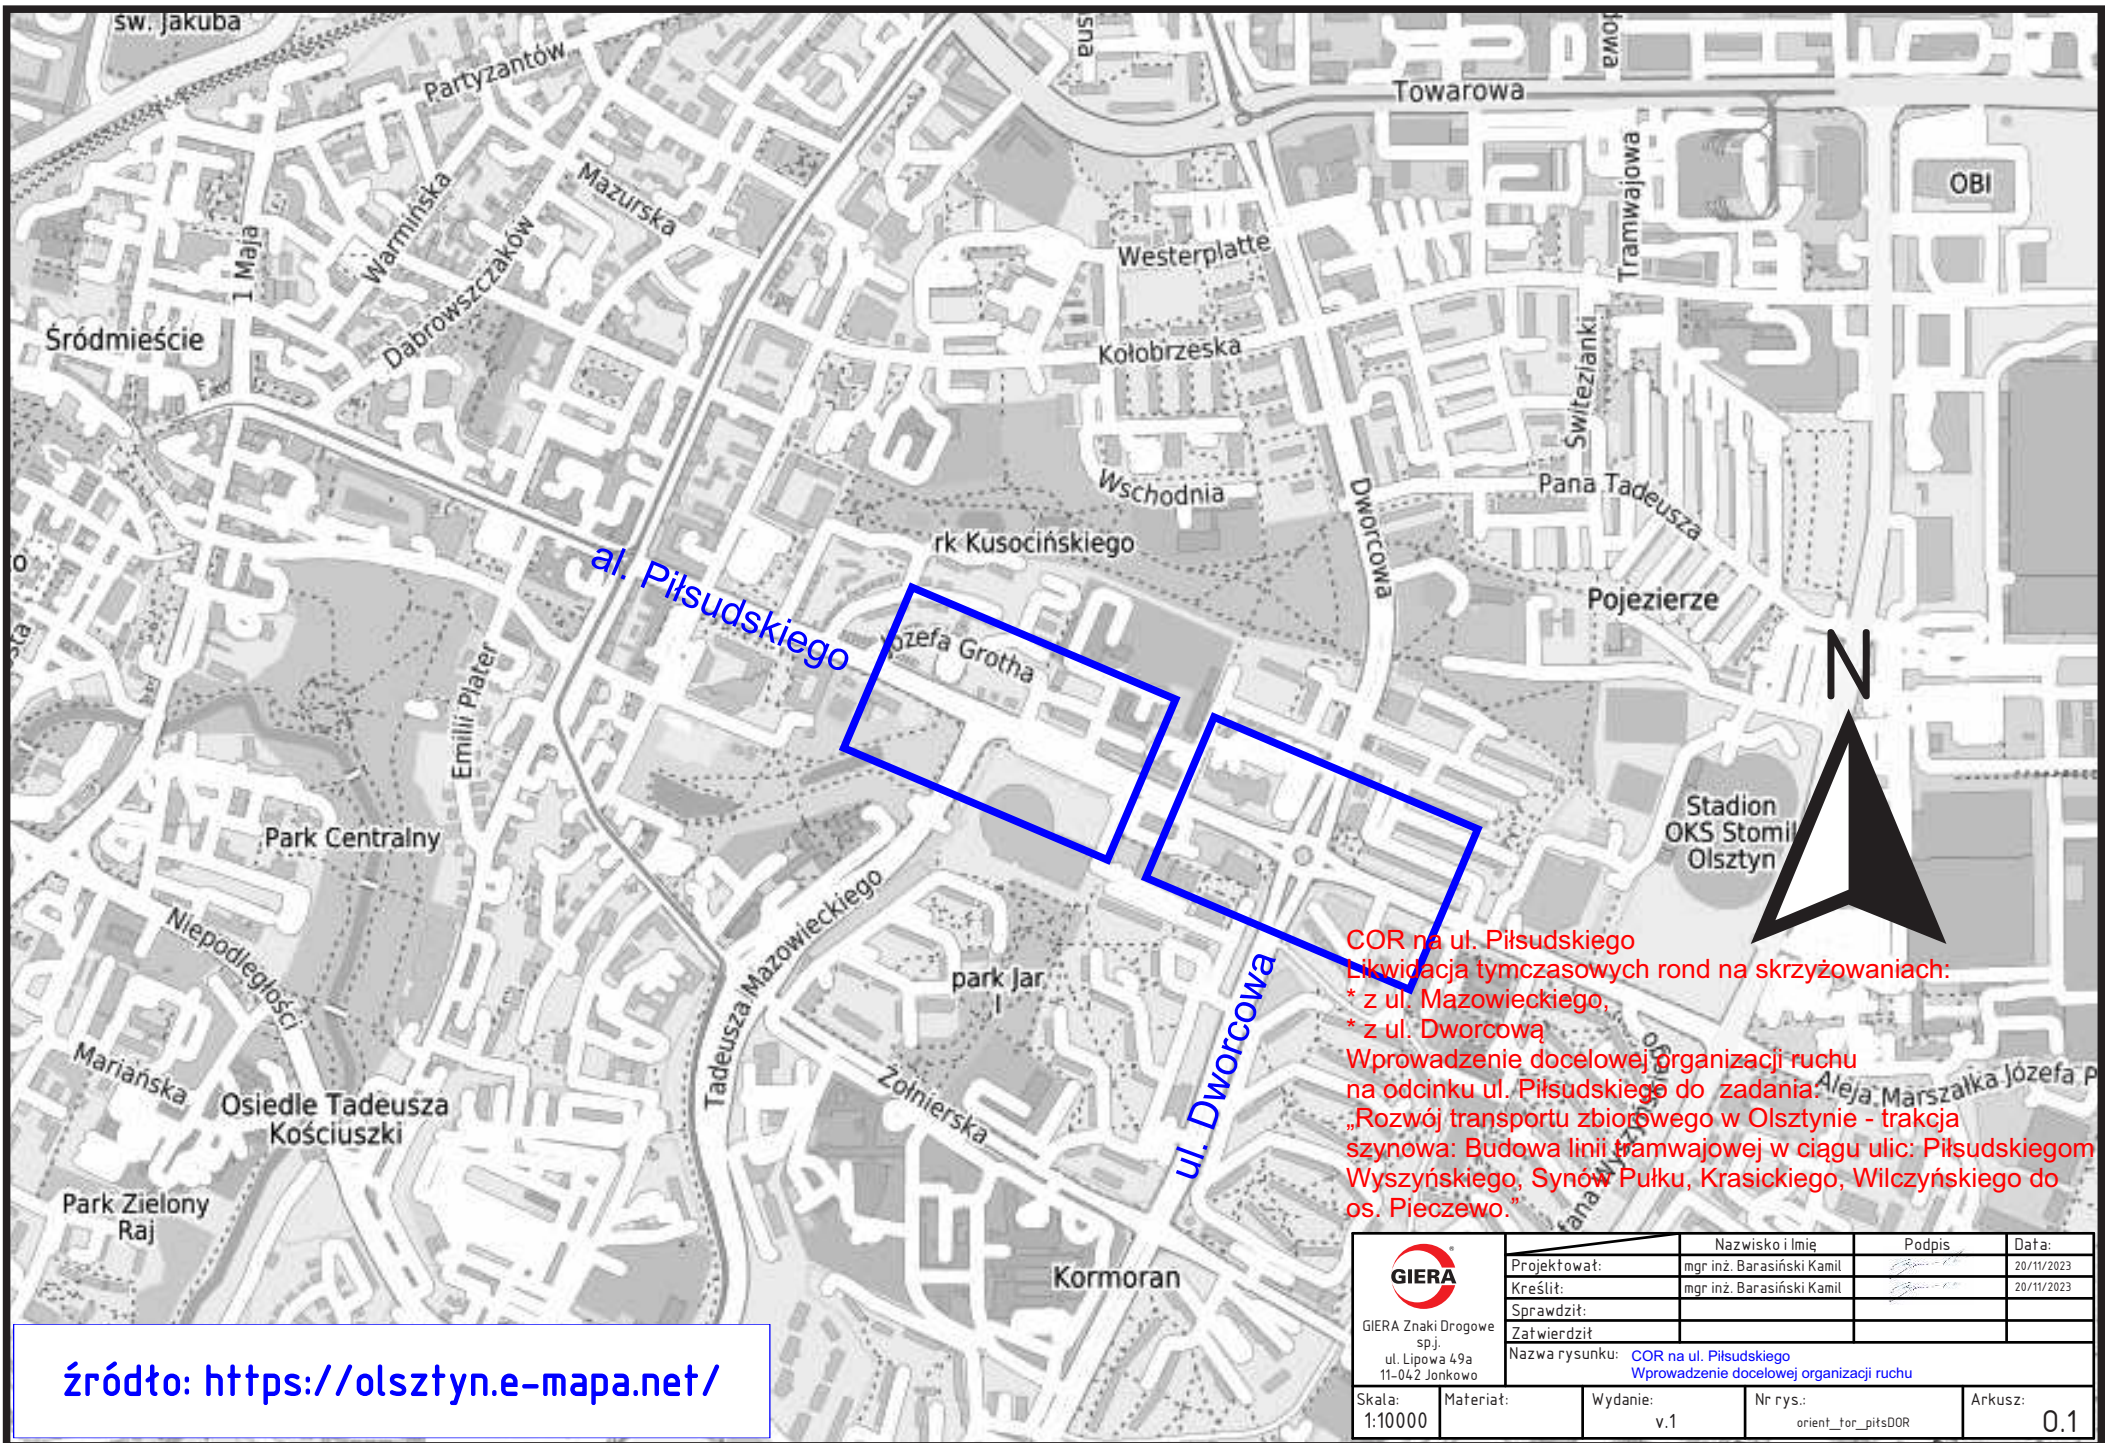 św. Jakuba
Partyzantów
Towarowa
Mazurska
Tramwajowa
OBI
Warmińska
1 Maja
Dąbrowszczaków
Westerplatte
Śródmieście
Kołobrzeska
Świtezianki
Wschodnia
Pana Tadeusza
Dworcowa
rk Kusocińskiego
al. Piłsudskiego
Pojezierze
Józefa Grotha
N
Emilii Plater
Stadion
OKS Stomil
Olsztyn
Park Centralny
Tadeusza Mazowieckiego
Niepodległości
park Jar
I
ul. Dworcowa
COR na ul. Piłsudskiego
Likwidacja tymczasowych rond na skrzyżowaniach:
* z ul. Mazowieckiego,
* z ul. Dworcową
Wprowadzenie docelowej organizacji ruchu
na odcinku ul. Piłsudskiego do zadania:
„Rozwój transportu zbiorowego w Olsztynie - trakcja
szynowa: Budowa linii tramwajowej w ciągu ulic: Piłsudskiegom
Wyszyńskiego, Synów Pułku, Krasickiego, Wilczyńskiego do
os. Pieczewo.”
Aleja Marszałka Józefa P
Mariańska
Żołnierska
Osiedle Tadeusza
Kościuszki
Park Zielony
Raj
Kormoran
źródło: https://olsztyn.e-mapa.net/
GIERA
GIERA Znaki Drogowe
sp.j.
ul. Lipowa 49a
11-042 Jonkowo
Nazwisko i Imię Podpis Data:
Projektował: mgr inż. Barasiński Kamil 20/11/2023
Kreślił: mgr inż. Barasiński Kamil 20/11/2023
Sprawdził:
Zatwierdził
Nazwa rysunku: COR na ul. Piłsudskiego
Wprowadzenie docelowej organizacji ruchu
Skala: 1:10000
Materiał:
Wydanie: v.1
Nr rys.: orient_tor_piłsDOR
Arkusz: 0.1